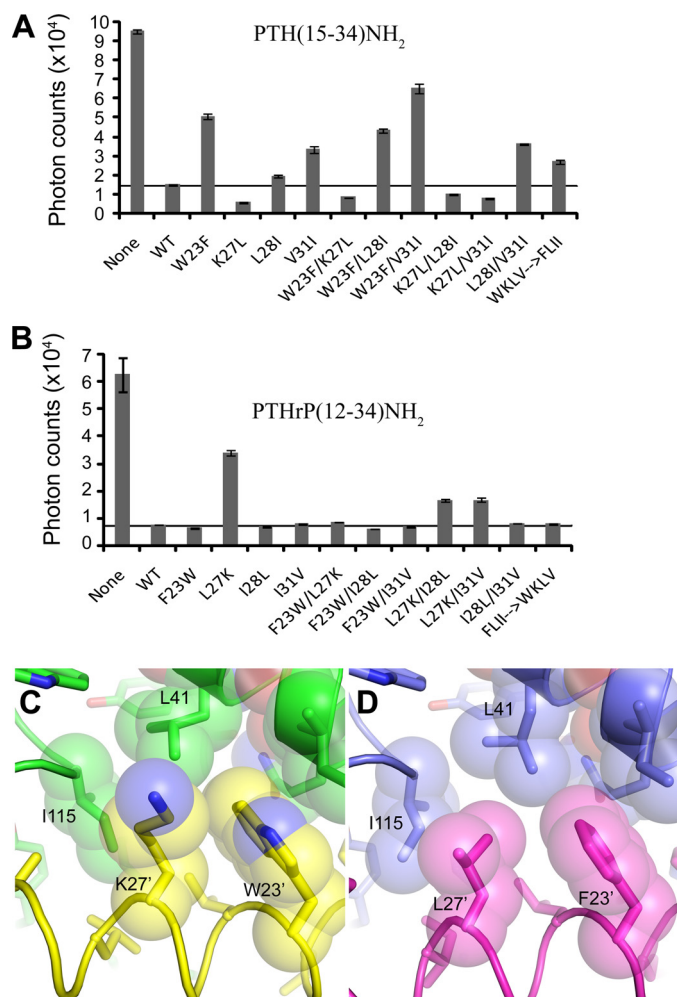 A
PTH(15-34)NH2
Photon counts (x10⁴)
10
9
8
7
6
5
4
3
2
1
0
None
WT
W23F
K27L
L28I
V31I
W23F/K27L
W23F/L28I
W23F/V31I
K27L/L28I
K27L/V31I
L28I/V31I
WKLV-->FLII
B
PTHrP(12-34)NH2
Photon counts (x10⁴)
7
6
5
4
3
2
1
0
None
WT
F23W
L27K
I28L
I31V
F23W/L27K
F23W/I28L
F23W/I31V
L27K/I28L
L27K/I31V
I28L/I31V
FLII-->WKLV
C
L41
I115
K27'
W23'
D
L41
I115
L27'
F23'